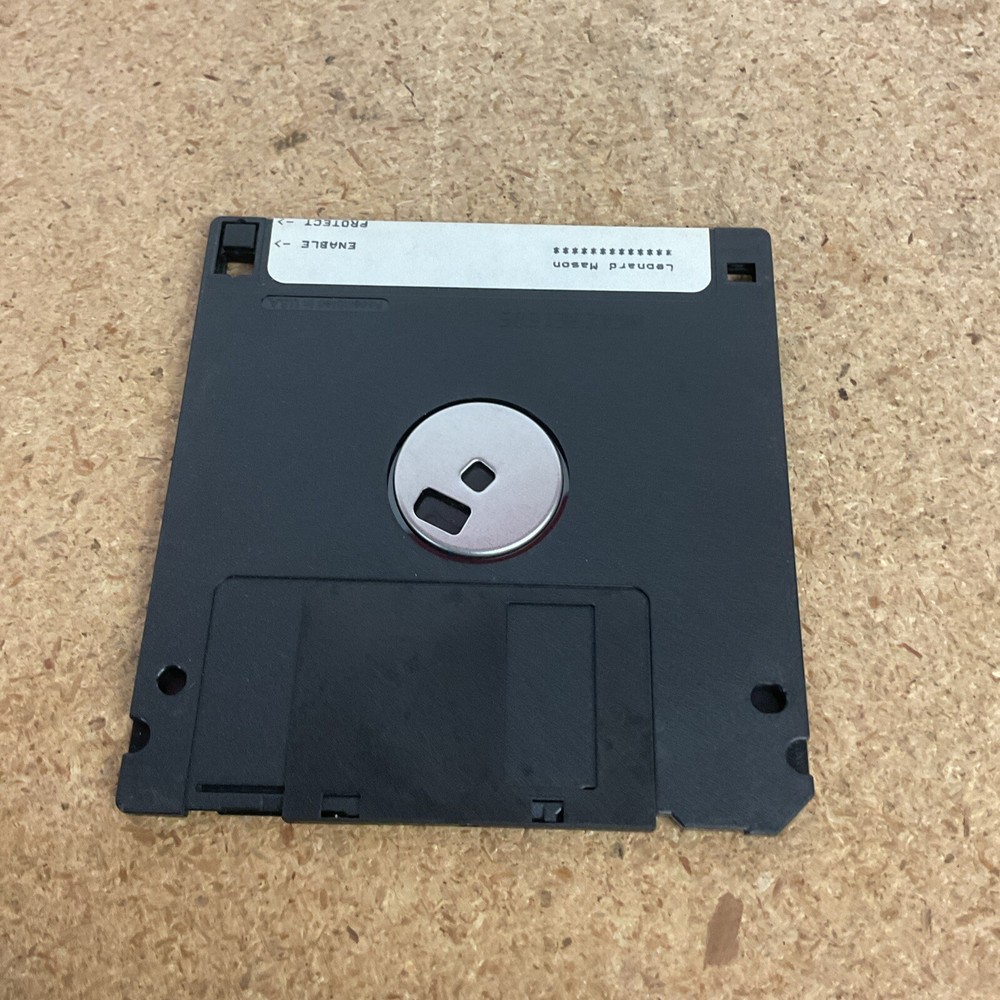 Leonard Mason
*************
ENABLE ->
PROTECT ->